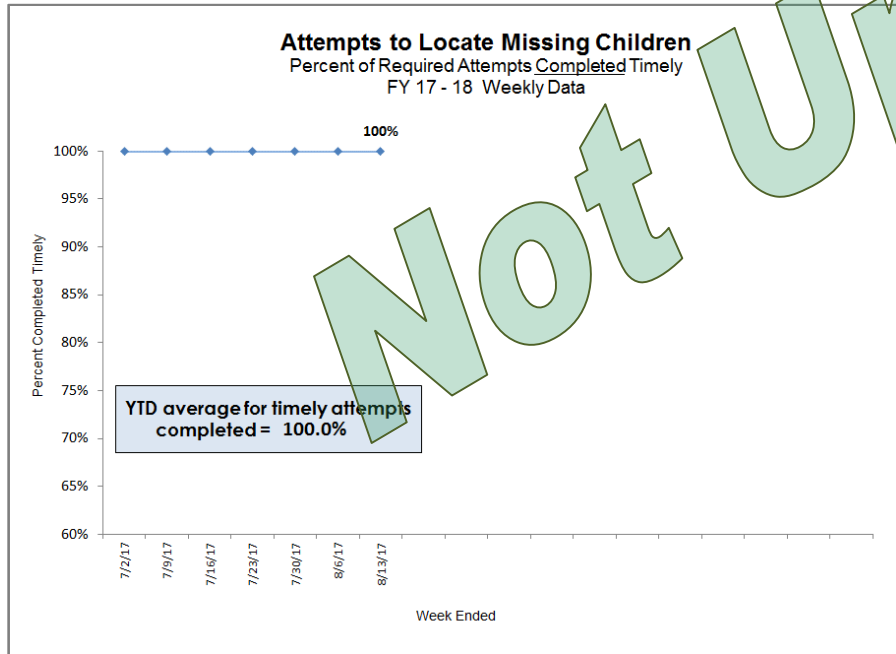 Attempts to Locate Missing Children
Percent of Required Attempts Completed Timely
FY 17 - 18 Weekly Data
100%
100%
95%
90%
85%
80%
75%
70%
65%
60%
Percent Completed Timely
YTD average for timely attempts
completed = 100.0%
7/2/17
7/9/17
7/16/17
7/23/17
7/30/17
8/6/17
8/13/17
Week Ended
Not